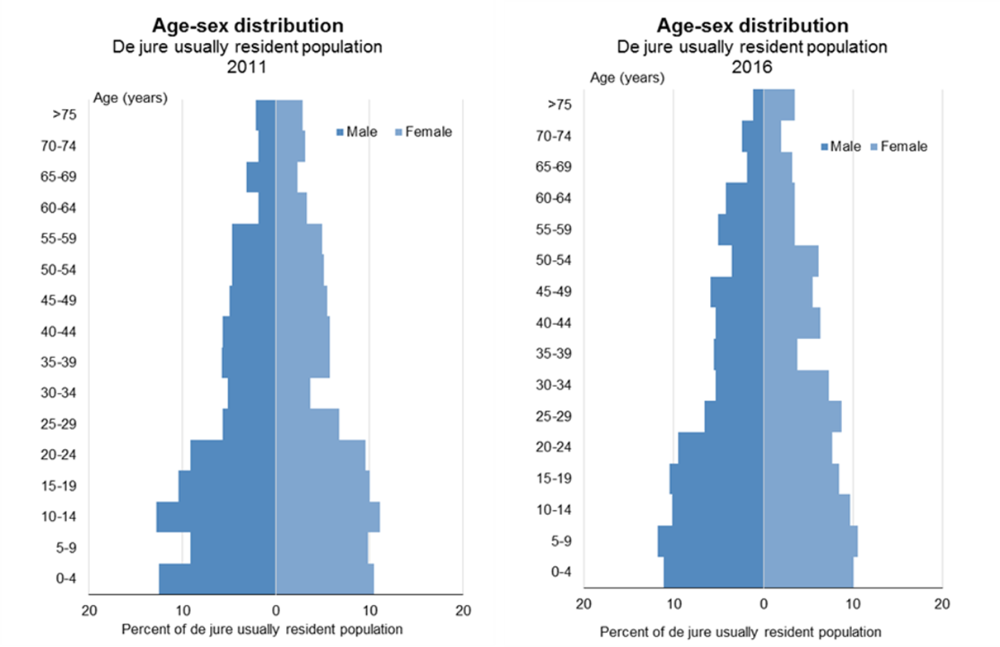 Age-sex distribution
De jure usually resident population
2011
Age (years)
Male Female
>75
70-74
65-69
60-64
55-59
50-54
45-49
40-44
35-39
30-34
25-29
20-24
15-19
10-14
5-9
0-4
20 10 0 10 20
Percent of de jure usually resident population
Age-sex distribution
De jure usually resident population
2016
Age (years)
>75
70-74
Male Female
65-69
60-64
55-59
50-54
45-49
40-44
35-39
30-34
25-29
20-24
15-19
10-14
5-9
0-4
20 10 0 10 20
Percent of de jure usually resident population